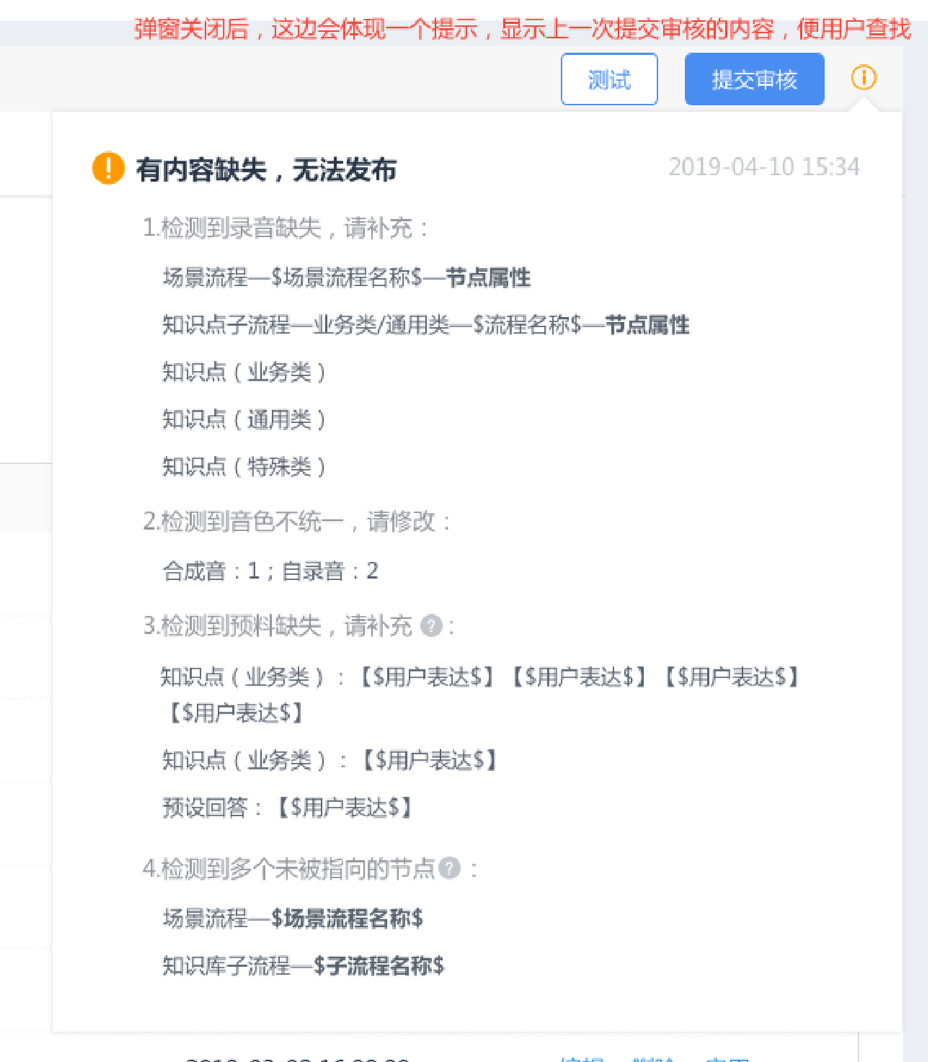 弹窗关闭后，这边会体现一个提示，显示上一次提交审核的内容，便用户查找
测试 提交审核
有内容缺失，无法发布 2019-04-10 15:34
1.检测到录音缺失，请补充：
场景流程—$场景流程名称$—节点属性
知识点子流程—业务类/通用类—$流程名称$—节点属性
知识点（业务类）
知识点（通用类）
知识点（特殊类）
2.检测到音色不统一，请修改：
合成音：1；自录音：2
3.检测到预料缺失，请补充 ?：
知识点（业务类）：【$用户表达$】【$用户表达$】【$用户表达$】
【$用户表达$】
知识点（业务类）：【$用户表达$】
预设回答：【$用户表达$】
4.检测到多个未被指向的节点 ?：
场景流程—$场景流程名称$
知识库子流程—$子流程名称$